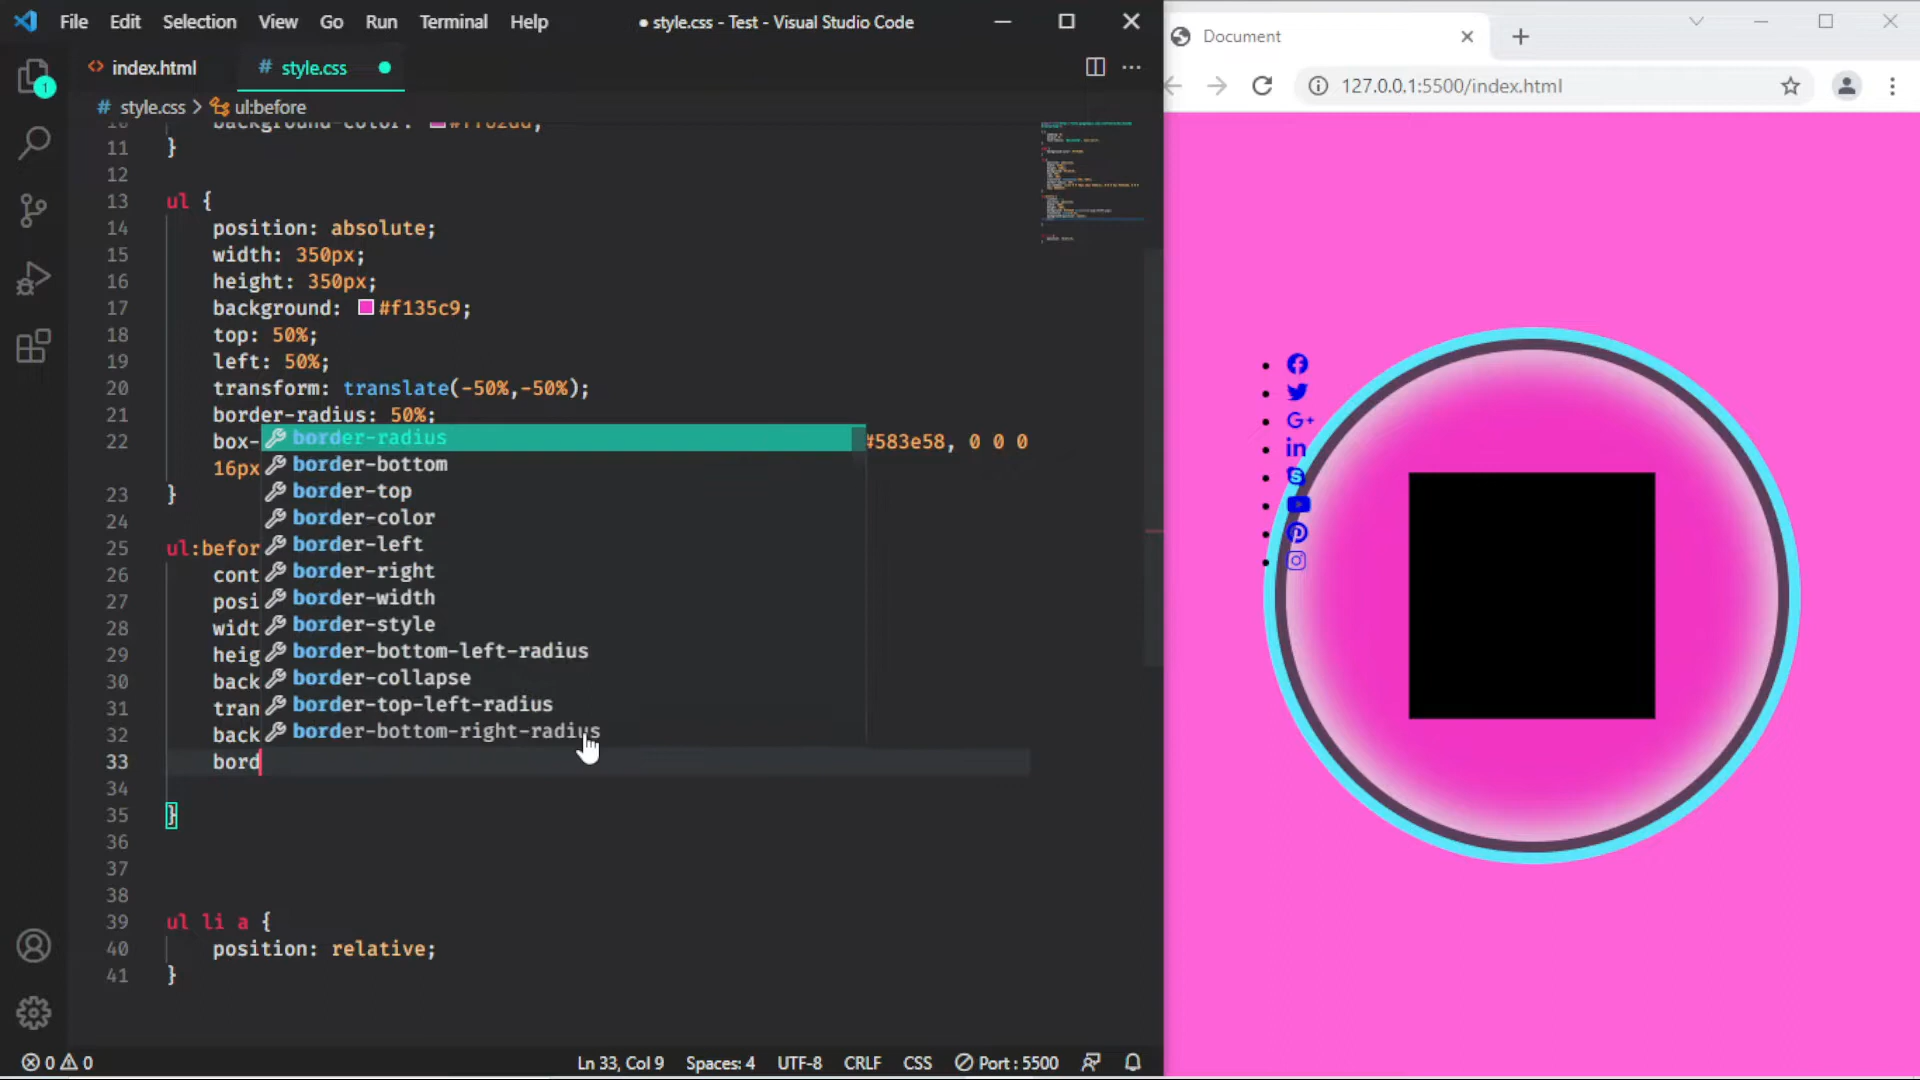 File Edit Selection View Go Run Terminal Help
● style.css - Test - Visual Studio Code
index.html
# style.css
# style.css > ul:before
11 }
12
13 ul {
14 position: absolute;
15 width: 350px;
16 height: 350px;
17 background: #f135c9;
18 top: 50%;
19 left: 50%;
20 transform: translate(-50%,-50%);
21 border-radius: 50%;
22 box- #583e58, 0 0 0
16px
23 }
24
25 ul:befor
26 cont
27 posi
28 widt
29 heig
30 back
31 tran
32 back
33 bord
34
35 }
36
37
38
39 ul li a {
40 position: relative;
41 }
border-radius
border-bottom
border-top
border-color
border-left
border-right
border-width
border-style
border-bottom-left-radius
border-collapse
border-top-left-radius
border-bottom-right-radius
1
0 0
Ln 33, Col 9 Spaces: 4 UTF-8 CRLF CSS Port : 5500
Document
127.0.0.1:5500/index.html
G+
in